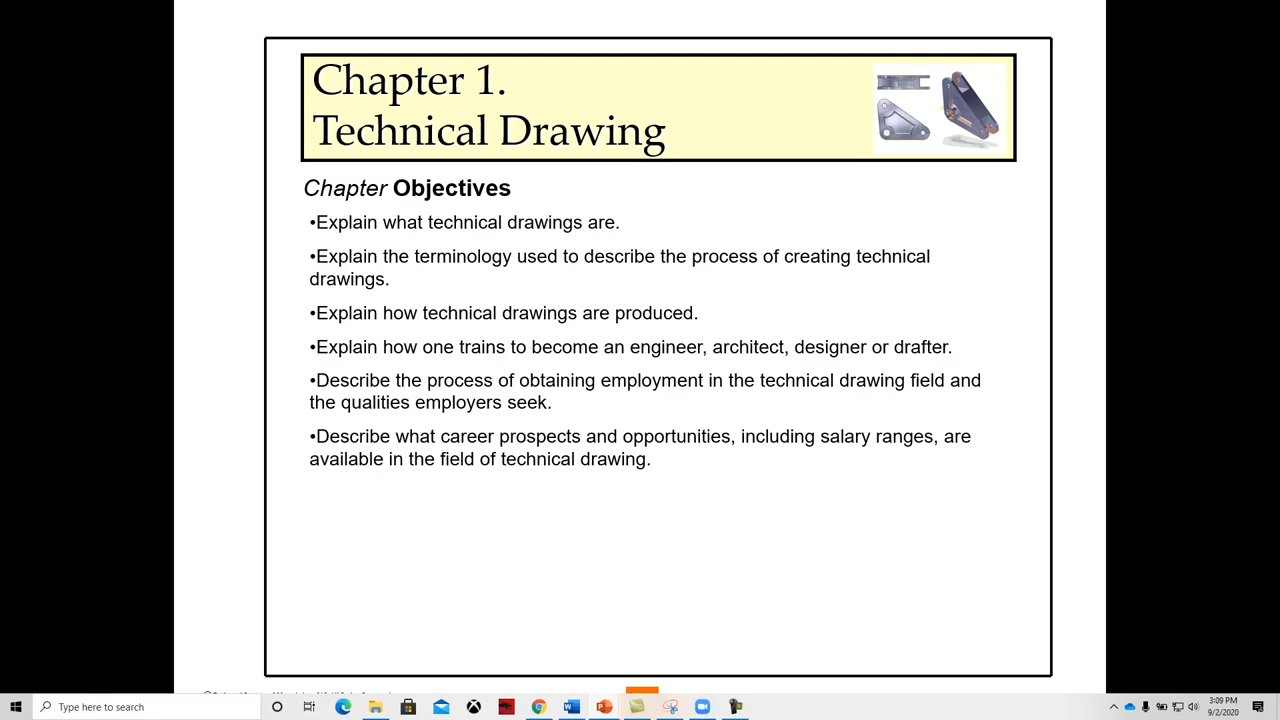 Chapter 1.
Technical Drawing
Chapter Objectives
•Explain what technical drawings are.
•Explain the terminology used to describe the process of creating technical
drawings.
•Explain how technical drawings are produced.
•Explain how one trains to become an engineer, architect, designer or drafter.
•Describe the process of obtaining employment in the technical drawing field and
the qualities employers seek.
•Describe what career prospects and opportunities, including salary ranges, are
available in the field of technical drawing.
Type here to search
3:09 PM
9/2/2020